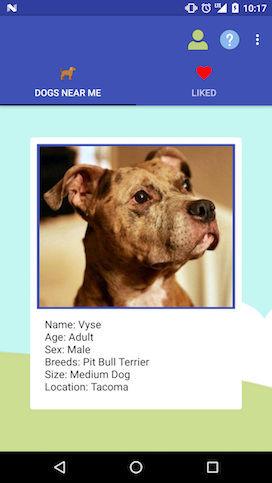 LTE
10:17
?
DOGS NEAR ME
LIKED
Name: Vyse
Age: Adult
Sex: Male
Breeds: Pit Bull Terrier
Size: Medium Dog
Location: Tacoma